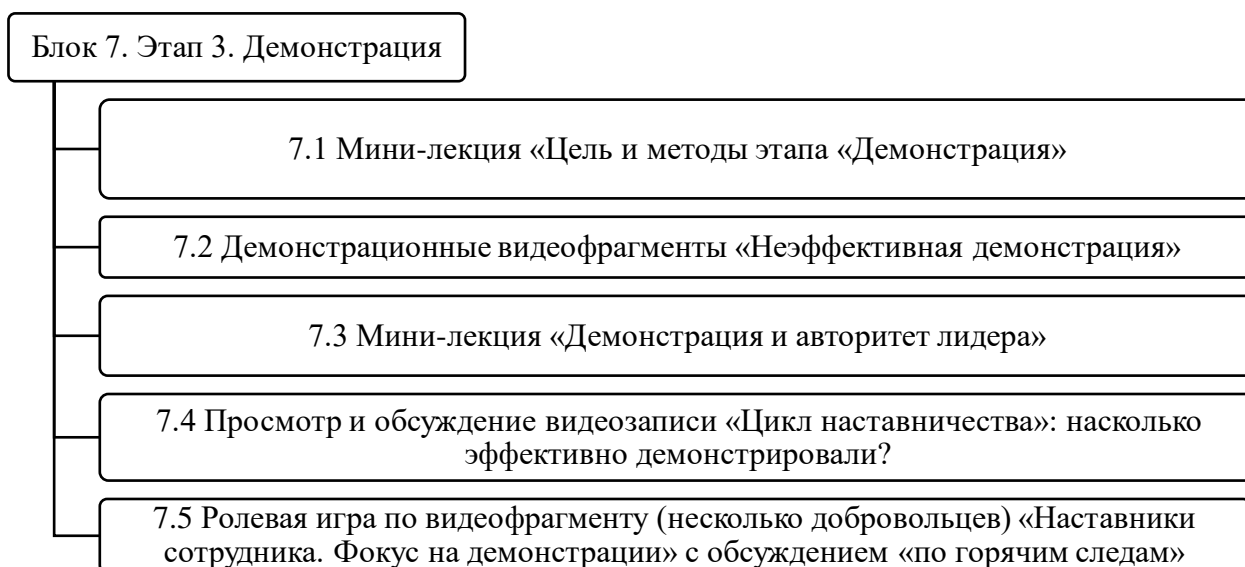 Блок 7. Этап 3. Демонстрация
7.1 Мини-лекция «Цель и методы этапа «Демонстрация»
7.2 Демонстрационные видеофрагменты «Неэффективная демонстрация»
7.3 Мини-лекция «Демонстрация и авторитет лидера»
7.4 Просмотр и обсуждение видеозаписи «Цикл наставничества»: насколько
эффективно демонстрировали?
7.5 Ролевая игра по видеофрагменту (несколько добровольцев) «Наставники
сотрудника. Фокус на демонстрации» с обсуждением «по горячим следам»